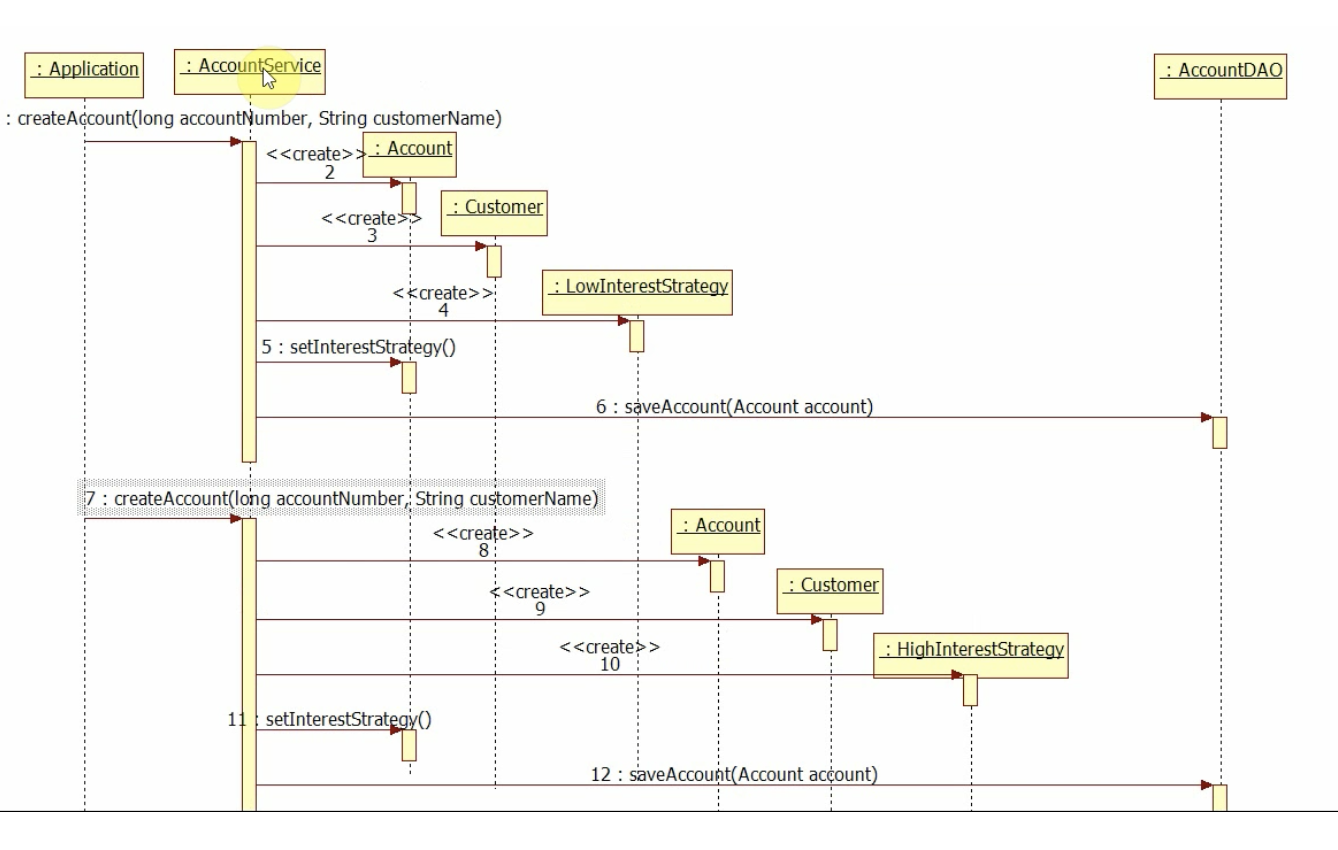 : Application
: AccountService
: AccountDAO
: createAccount(long accountNumber, String customerName)
<<create>>
2
: Account
<<create>>
3
: Customer
<<create>>
4
: LowInterestStrategy
5 : setInterestStrategy()
6 : saveAccount(Account account)
7 : createAccount(long accountNumber, String customerName)
<<create>>
8
: Account
<<create>>
9
: Customer
<<create>>
10
: HighInterestStrategy
11 : setInterestStrategy()
12 : saveAccount(Account account)